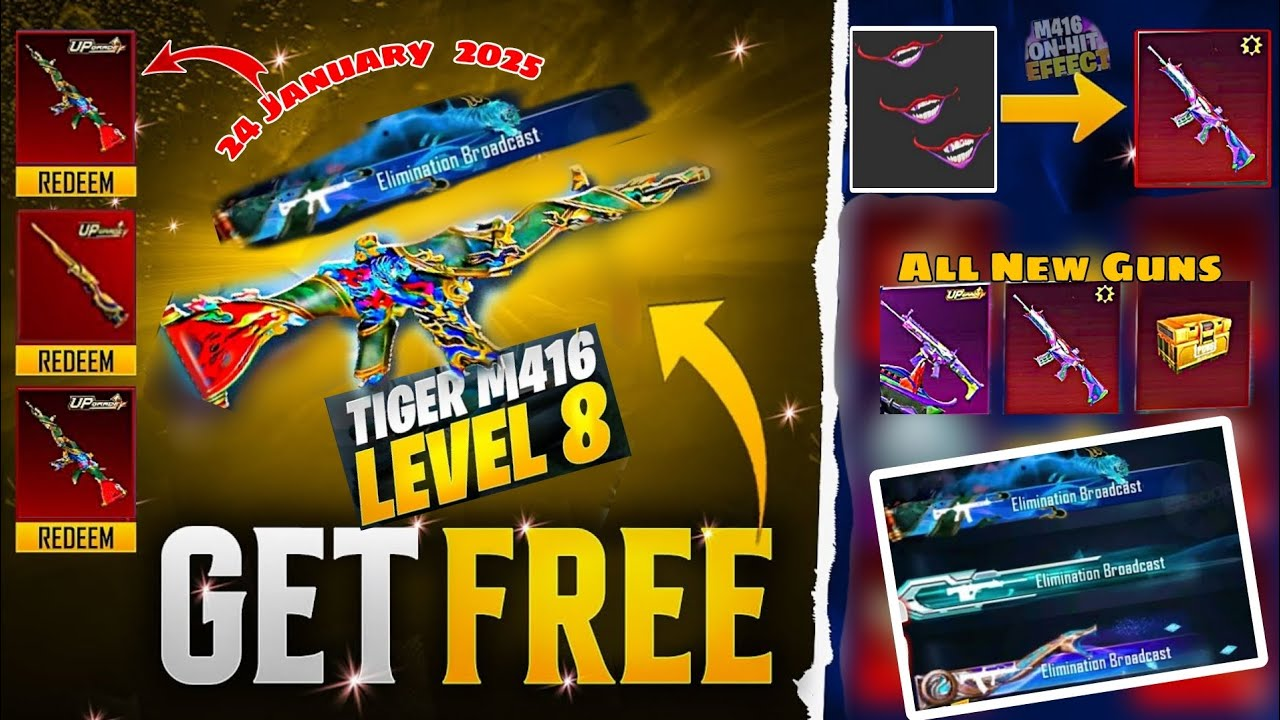 UPGRADE
REDEEM
UPGRADE
REDEEM
UPGRADE
REDEEM
24 JANUARY 2025
Elimination Broadcast
TIGER M416
LEVEL 8
GET FREE
M416
ON-HIT
EFFECT
All New Guns
UPGRADE
Elimination Broadcast
Elimination Broadcast
Elimination Broadcast